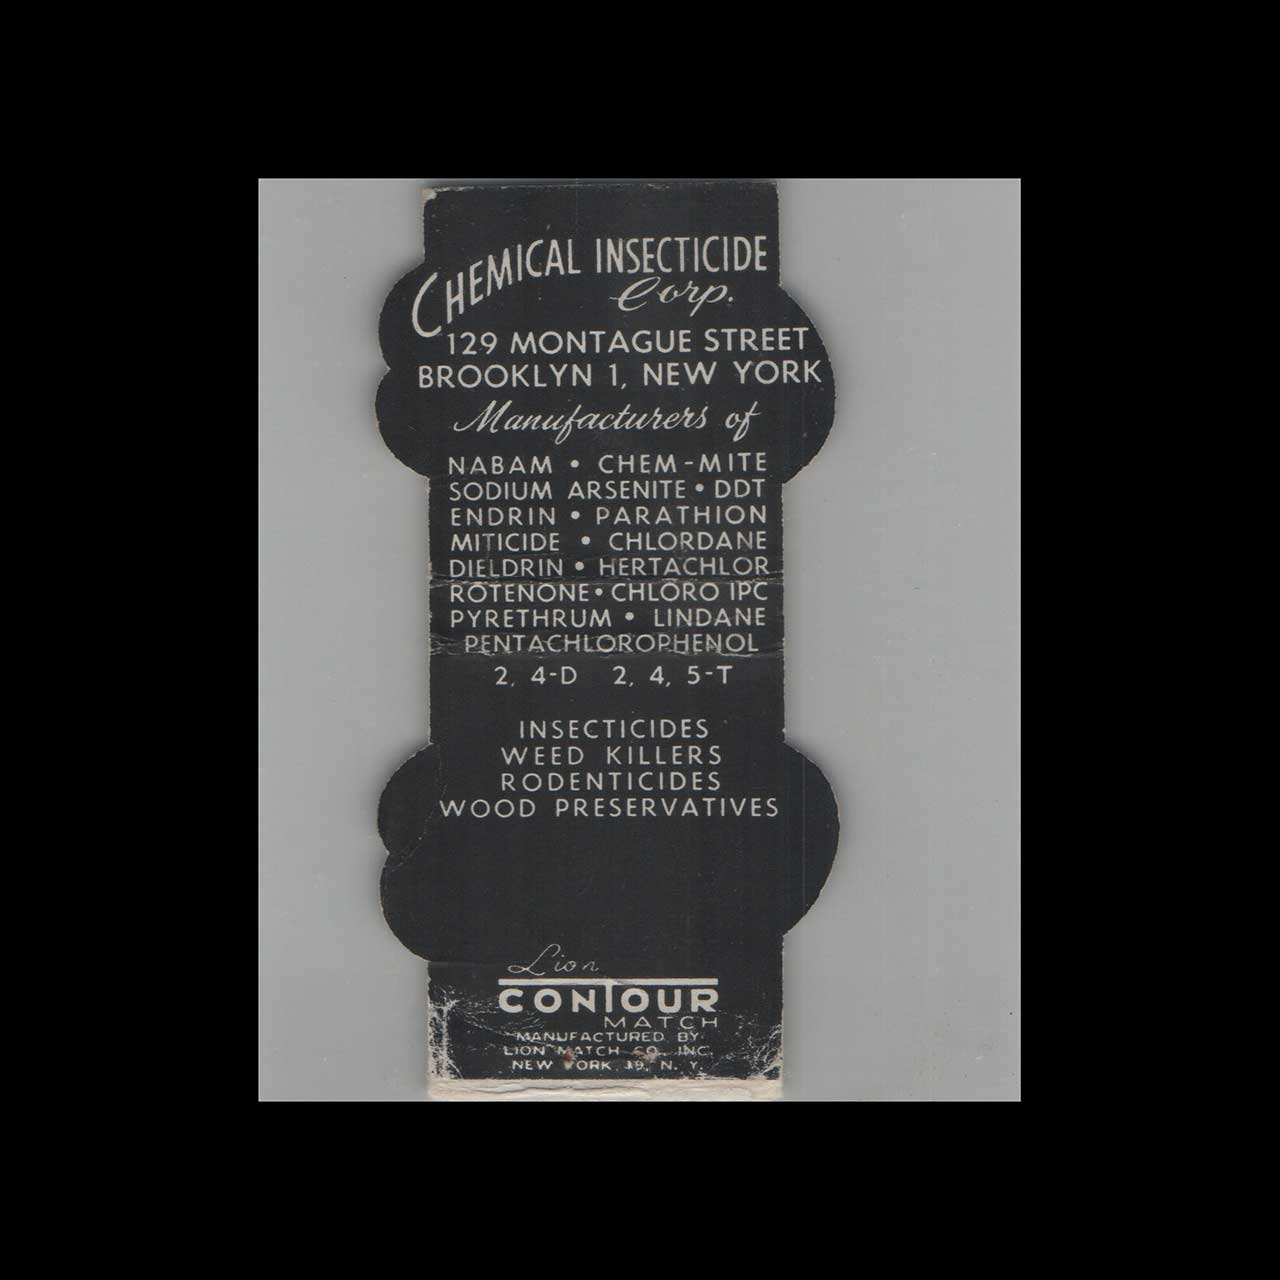 CHEMICAL INSECTICIDE
Corp.
129 MONTAGUE STREET
BROOKLYN 1, NEW YORK
Manufacturers of
NABAM • CHEM-MITE
SODIUM ARSENITE • DDT
ENDRIN • PARATHION
MITICIDE • CHLORDANE
DIELDRIN • HERTACHLOR
ROTENONE • CHLORO IPC
PYRETHRUM • LINDANE
PENTACHLOROPHENOL
2, 4-D 2, 4, 5-T
INSECTICIDES
WEED KILLERS
RODENTICIDES
WOOD PRESERVATIVES
Lion
CONTOUR
MATCH
MANUFACTURED BY
LION MATCH CO. INC.
NEW YORK 19, N. Y.